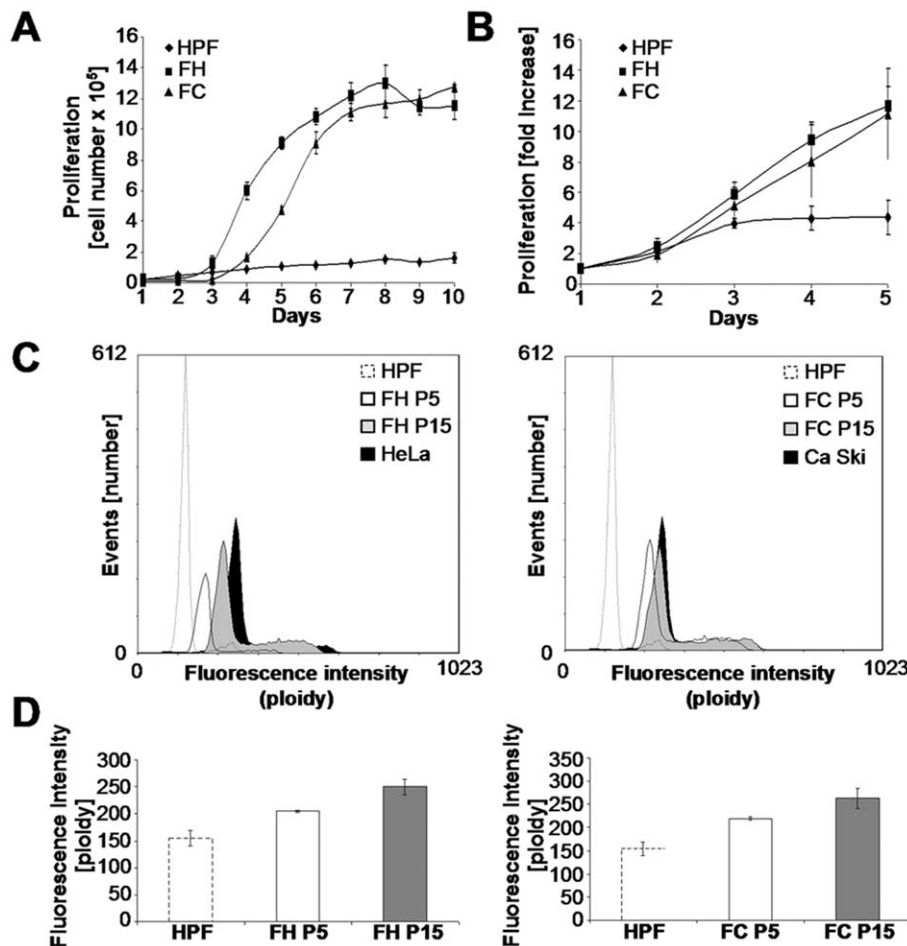 A
HPF
FH
FC
Proliferation
[cell number x 10⁵]
16
14
12
10
8
6
4
2
0
1 2 3 4 5 6 7 8 9 10
Days
B
HPF
FH
FC
Proliferation [fold Increase]
16
14
12
10
8
6
4
2
0
1 2 3 4 5
Days
C
612
HPF
FH P5
FH P15
HeLa
Events [number]
0
0 1023
Fluorescence intensity
(ploidy)
612
HPF
FC P5
FC P15
Ca Ski
Events [number]
0
0 1023
Fluorescence intensity
(ploidy)
D
Fluorescence Intensity
[ploidy]
300
250
200
150
100
50
0
HPF FH P5 FH P15
Fluorescence Intensity
[ploidy]
350
300
250
200
150
100
50
0
HPF FC P5 FC P15